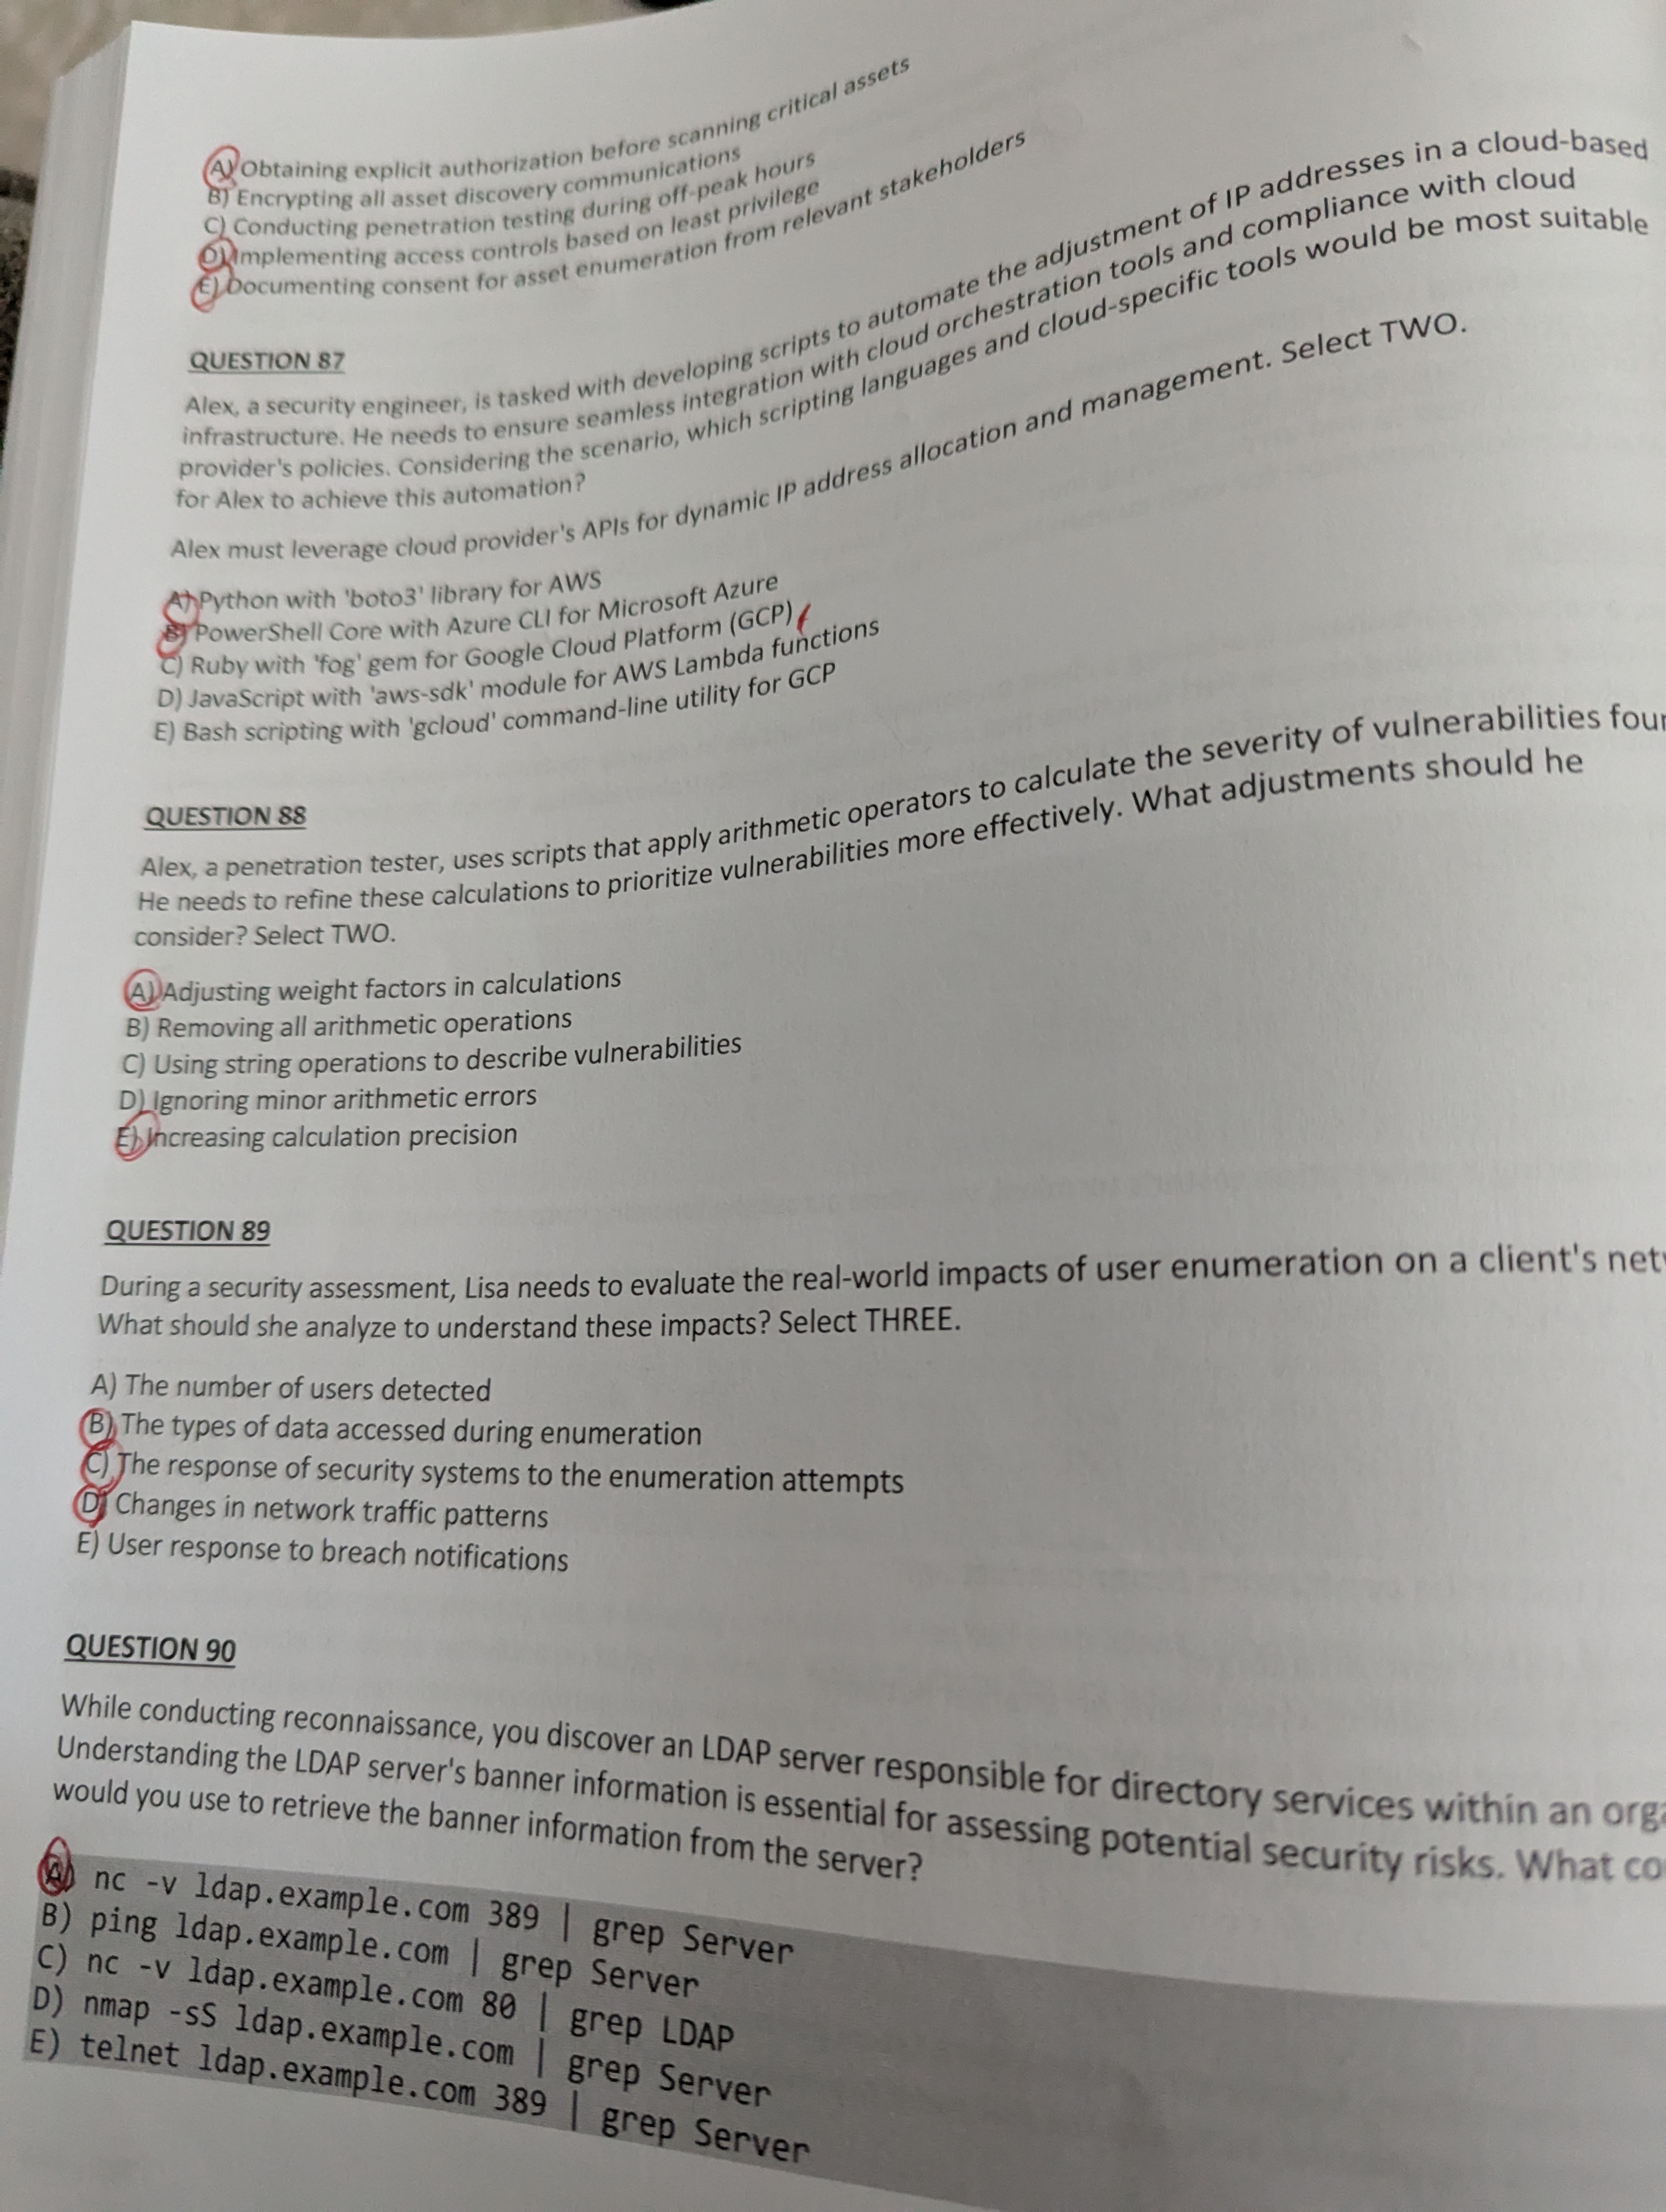 A) Obtaining explicit authorization before scanning critical assets
B) Encrypting all asset discovery communications
C) Conducting penetration testing during off-peak hours
D) Implementing access controls based on least privilege
E) Documenting consent for asset enumeration from relevant stakeholders
QUESTION 87
Alex, a security engineer, is tasked with developing scripts to automate the adjustment of IP addresses in a cloud-based
infrastructure. He needs to ensure seamless integration with cloud orchestration tools and compliance with cloud
provider's policies. Considering the scenario, which scripting languages and cloud-specific tools would be most suitable
for Alex to achieve this automation?
Alex must leverage cloud provider's APIs for dynamic IP address allocation and management. Select TWO.
A) Python with 'boto3' library for AWS
B) PowerShell Core with Azure CLI for Microsoft Azure
C) Ruby with 'fog' gem for Google Cloud Platform (GCP)
D) JavaScript with 'aws-sdk' module for AWS Lambda functions
E) Bash scripting with 'gcloud' command-line utility for GCP
QUESTION 88
Alex, a penetration tester, uses scripts that apply arithmetic operators to calculate the severity of vulnerabilities
He needs to refine these calculations to prioritize vulnerabilities more effectively. What adjustments should he
consider? Select TWO.
A) Adjusting weight factors in calculations
B) Removing all arithmetic operations
C) Using string operations to describe vulnerabilities
D) Ignoring minor arithmetic errors
E) Increasing calculation precision
QUESTION 89
During a security assessment, Lisa needs to evaluate the real-world impacts of user enumeration on a client's
What should she analyze to understand these impacts? Select THREE.
A) The number of users detected
B) The types of data accessed during enumeration
C) The response of security systems to the enumeration attempts
D) Changes in network traffic patterns
E) User response to breach notifications
QUESTION 90
While conducting reconnaissance, you discover an LDAP server responsible for directory services within an
Understanding the LDAP server's banner information is essential for assessing potential security risks. What
would you use to retrieve the banner information from the server?
A) nc -v ldap.example.com 389 | grep Server
B) ping ldap.example.com | grep Server
C) nc -v ldap.example.com 80 | grep LDAP
D) nmap -sS ldap.example.com | grep Server
E) telnet ldap.example.com 389 | grep Server